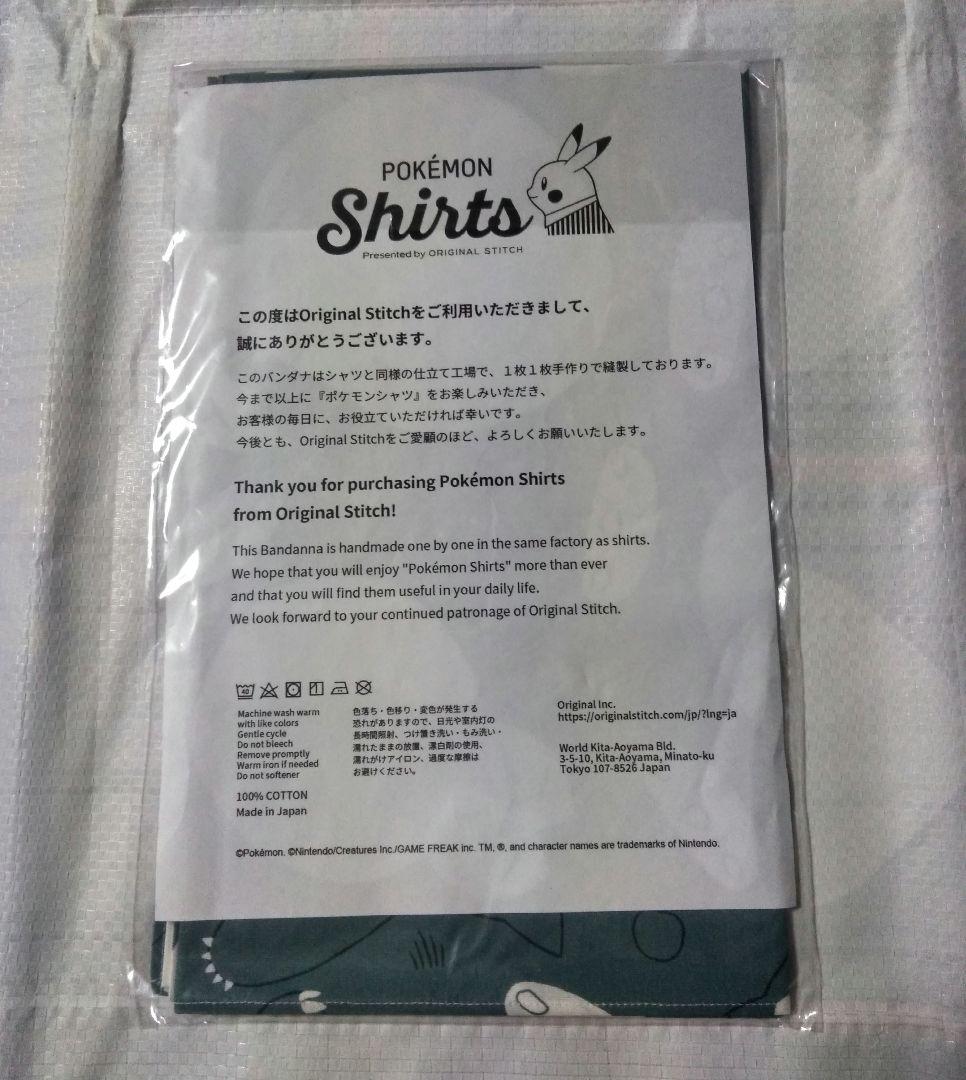 POKÉMON
Shirts
Presented by ORIGINAL STITCH
この度はOriginal Stitchをご利用いただきまして、
誠にありがとうございます。
このバンダナはシャツと同様の仕立て工場で、１枚１枚手作りで縫製しております。
今まで以上に『ポケモンシャツ』をお楽しみいただき、
お客様の毎日に、お役立ていただければ幸いです。
今後とも、Original Stitchをご愛顧のほど、よろしくお願いいたします。
Thank you for purchasing Pokémon Shirts
from Original Stitch!
This Bandanna is handmade one by one in the same factory as shirts.
We hope that you will enjoy "Pokémon Shirts" more than ever
and that you will find them useful in your daily life.
We look forward to your continued patronage of Original Stitch.
40
Machine wash warm
with like colors
Gentle cycle
Do not bleech
Remove promptly
Warm iron if needed
Do not softener
100% COTTON
Made in Japan
色落ち・色移り・変色が発生する
恐れがありますので、日光や室内灯の
長時間照射、つけ置き洗い・もみ洗い・
濡れたままの放置、漂白剤の使用、
濡れがけアイロン、過度な摩擦は
お避けください。
Original Inc.
https://originalstitch.com/jp/?lng=ja
World Kita-Aoyama Bld.
3-5-10, Kita-Aoyama, Minato-ku
Tokyo 107-8526 Japan
©Pokémon. ©Nintendo/Creatures Inc./GAME FREAK inc. TM, ®, and character names are trademarks of Nintendo.